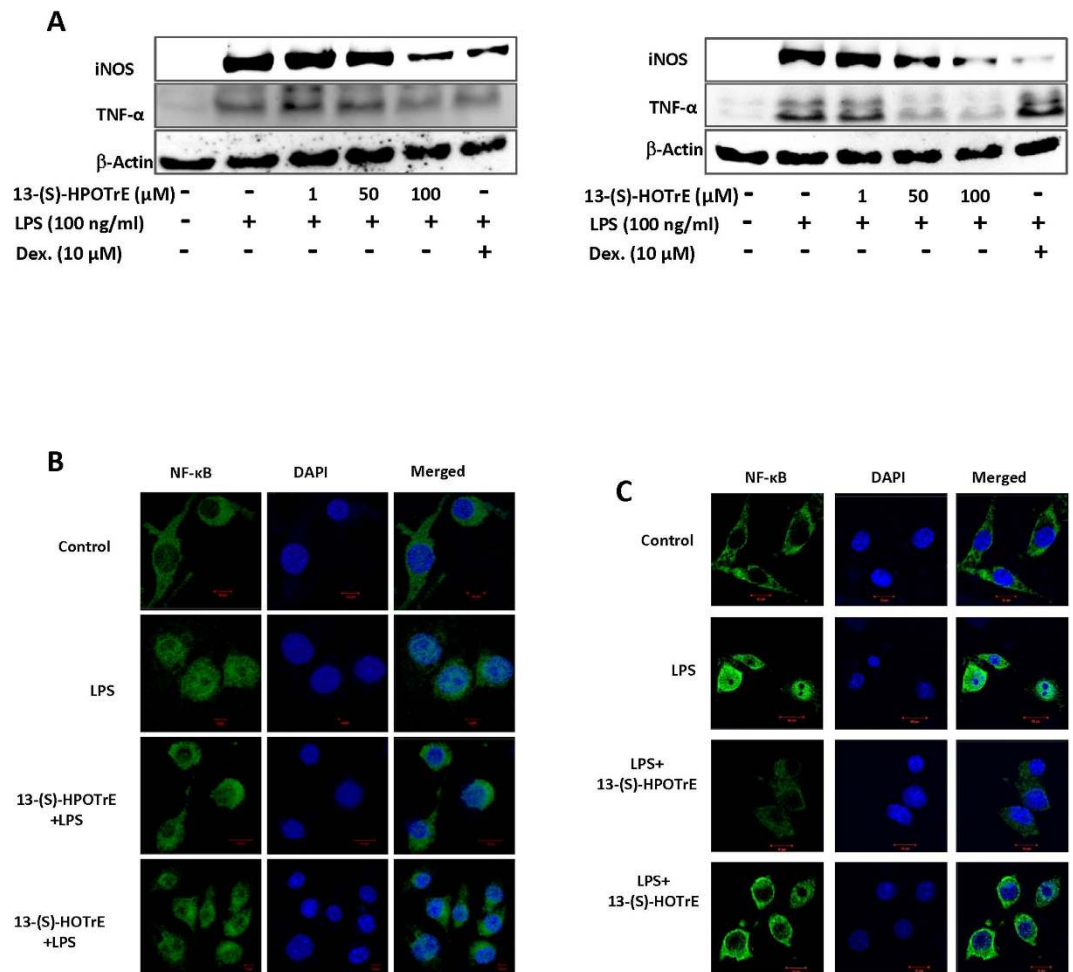 A
iNOS
TNF-α
β-Actin
13-(S)-HPOTrE (µM) - - 1 50 100 -
LPS (100 ng/ml) - + + + + +
Dex. (10 µM) - - - - - +
iNOS
TNF-α
β-Actin
13-(S)-HOTrE (µM) - - 1 50 100 -
LPS (100 ng/ml) - + + + + +
Dex. (10 µM) - - - - - +
B
NF-κB DAPI Merged
Control
LPS
13-(S)-HPOTrE
+LPS
13-(S)-HOTrE
+LPS
C
NF-κB DAPI Merged
Control
LPS
LPS+
13-(S)-HPOTrE
LPS+
13-(S)-HOTrE